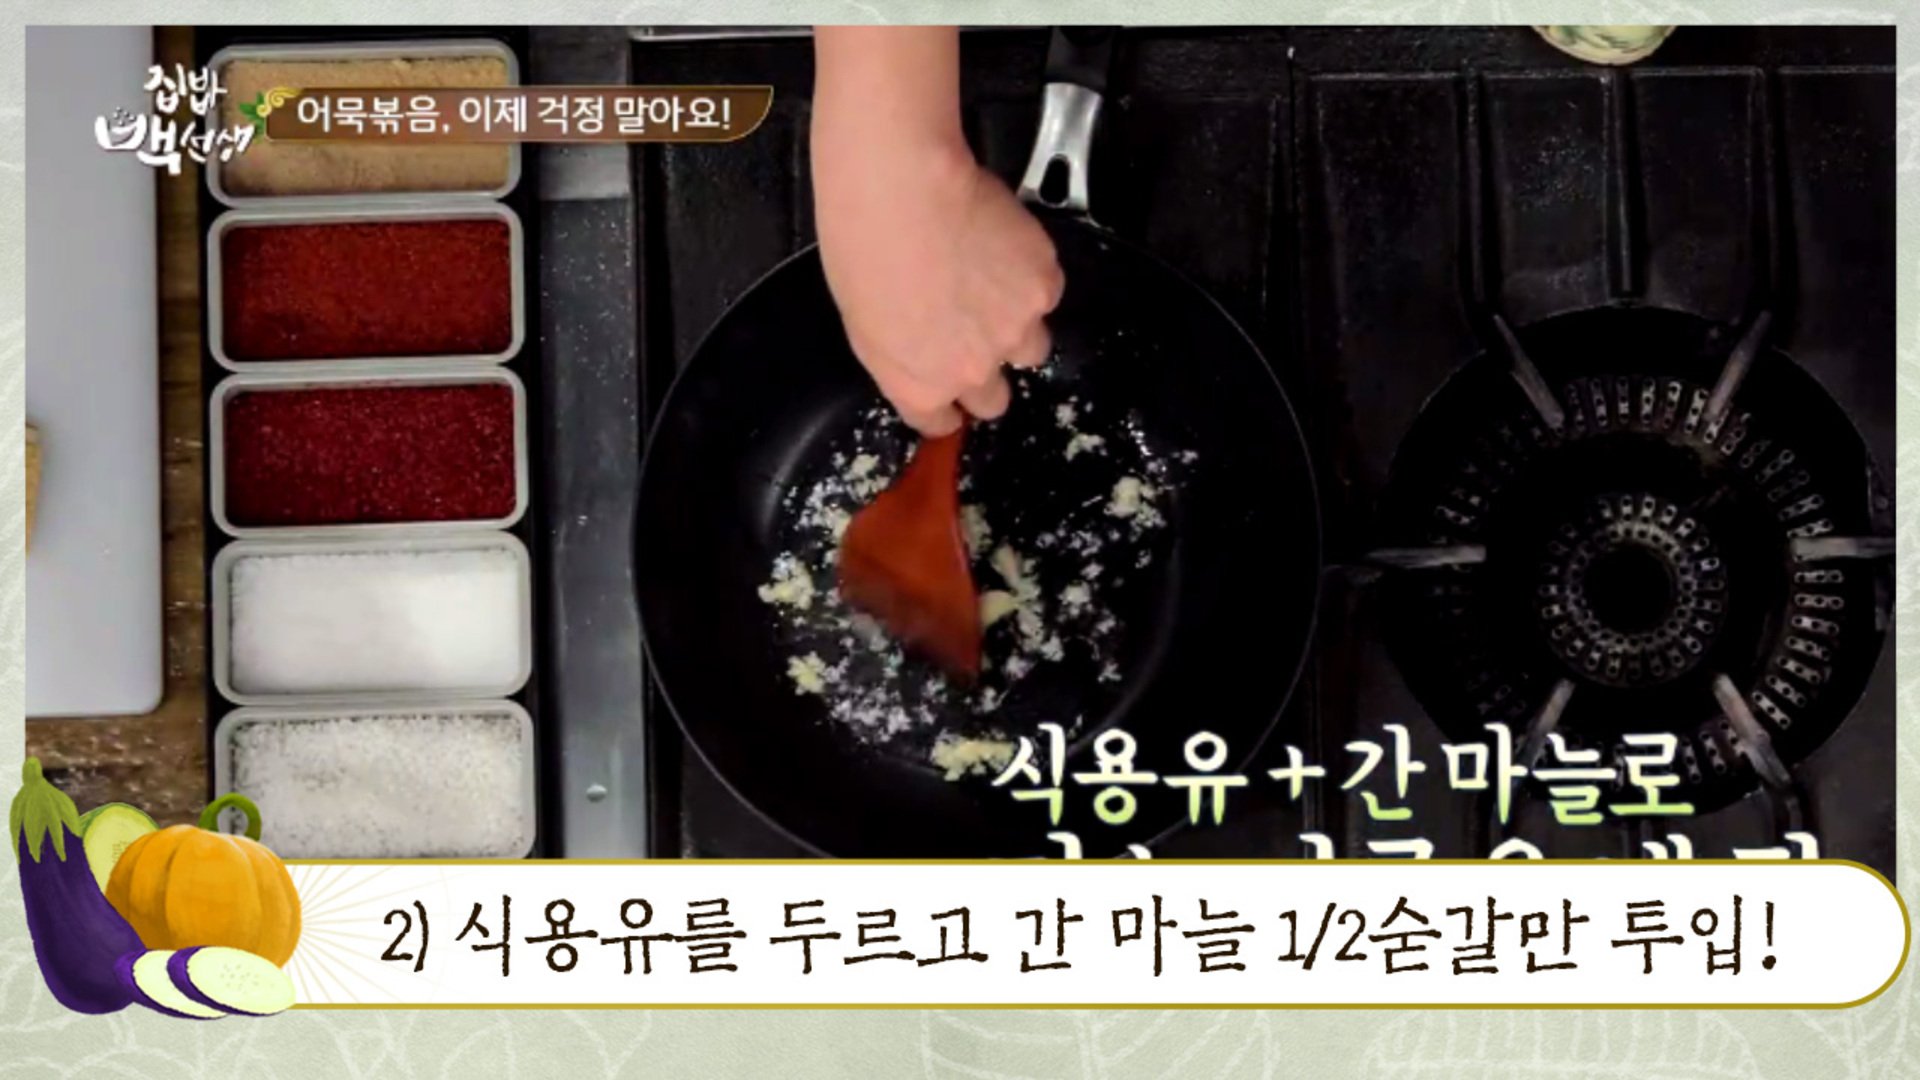 집밥
백선생
어묵볶음, 이제 걱정 말아요!
식용유 + 간 마늘로
2) 식용유를 두르고 간 마늘 1/2숟갈만 투입!